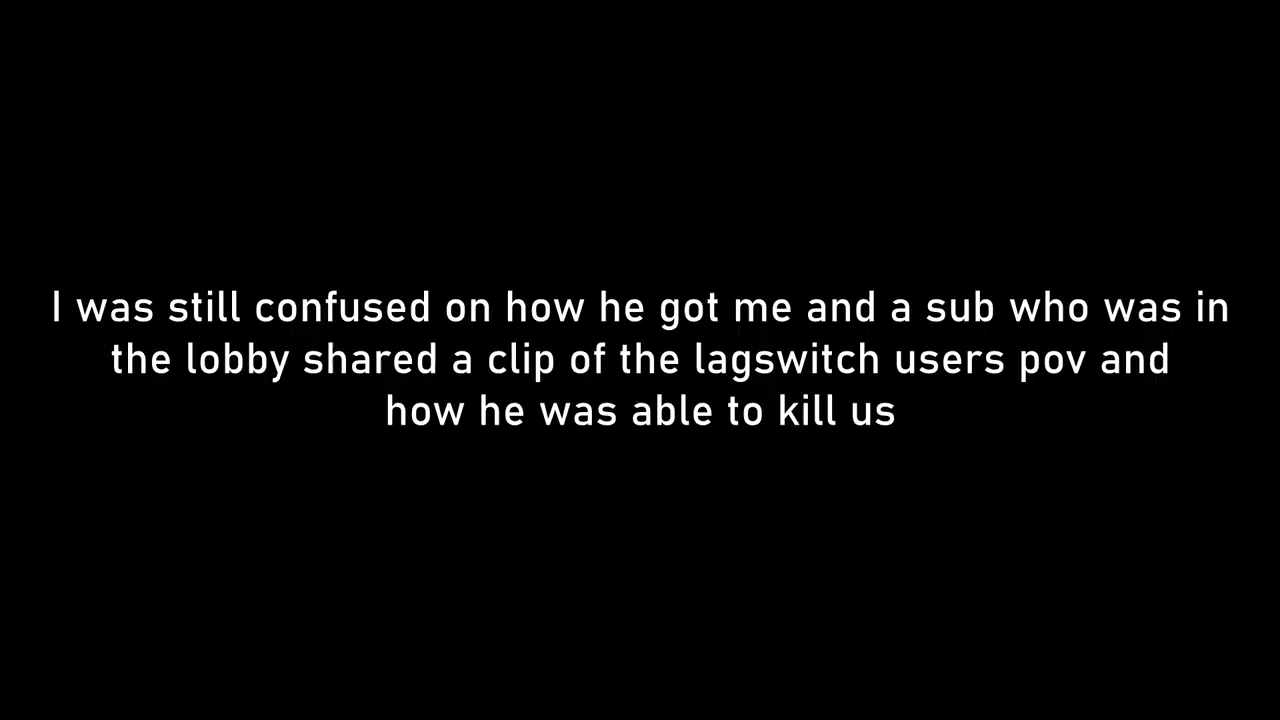 I was still confused on how he got me and a sub who was in
the lobby shared a clip of the lagswitch users pov and
how he was able to kill us